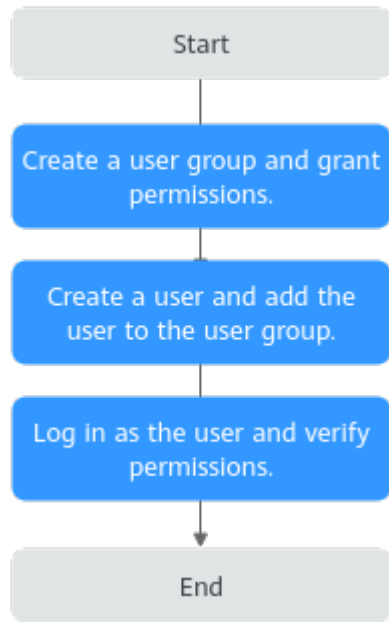 Start
Create a user group and grant
permissions.
Create a user and add the
user to the user group.
Log in as the user and verify
permissions.
End